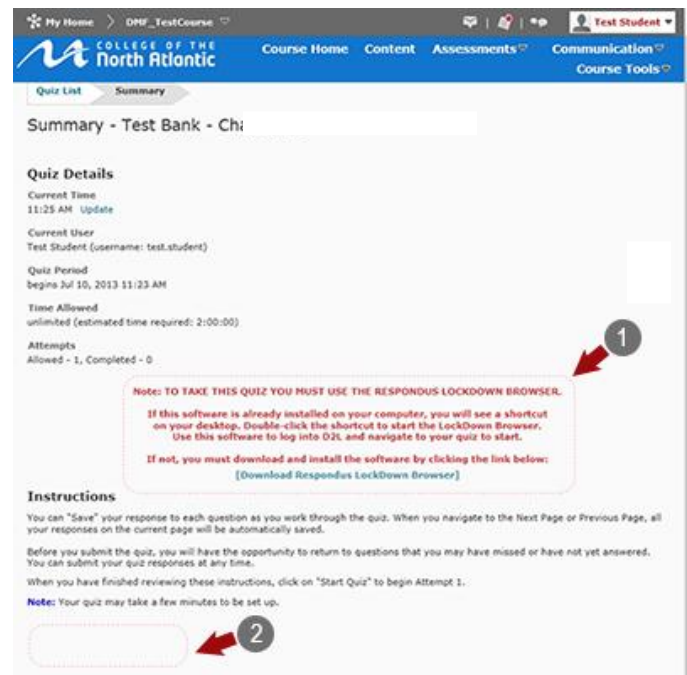 My Home > DMF_TestCourse
Test Student
COLLEGE OF THE
North Atlantic
Course Home Content Assessments Communication
Course Tools
Quiz List Summary
Summary - Test Bank - Cha
Quiz Details
Current Time
11:25 AM Update
Current User
Test Student (username: test.student)
Quiz Period
begins Jul 10, 2013 11:23 AM
Time Allowed
unlimited (estimated time required: 2:00:00)
Attempts
Allowed - 1, Completed - 0
1
Note: TO TAKE THIS QUIZ YOU MUST USE THE RESPONDUS LOCKDOWN BROWSER.
If this software is already installed on your computer, you will see a shortcut
on your desktop. Double-click the shortcut to start the LockDown Browser.
Use this software to log into D2L and navigate to your quiz to start.
If not, you must download and install the software by clicking the link below:
[Download Respondus LockDown Browser]
Instructions
You can "Save" your response to each question as you work through the quiz. When you navigate to the Next Page or Previous Page, all
your responses on the current page will be automatically saved.
Before you submit the quiz, you will have the opportunity to return to questions that you may have missed or have not yet answered.
You can submit your quiz responses at any time.
When you have finished reviewing these instructions, click on "Start Quiz" to begin Attempt 1.
Note: Your quiz may take a few minutes to be set up.
2